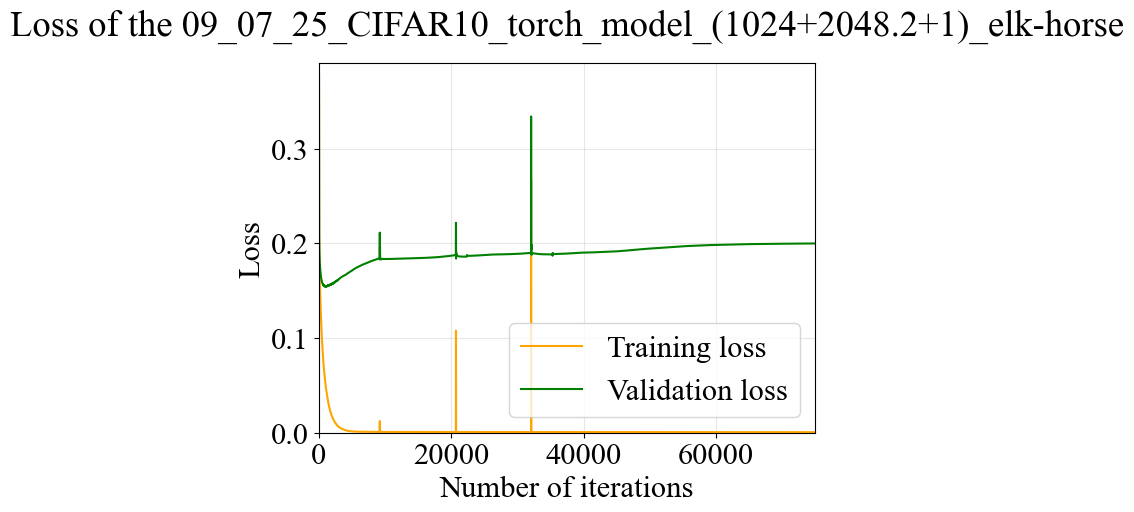 Loss of the 09_07_25_CIFAR10_torch_model_(1024+2048.2+1)_elk-horse
0.3
0.2
0.1
0.0
Loss
Training loss
Validation loss
0 20000 40000 60000
Number of iterations